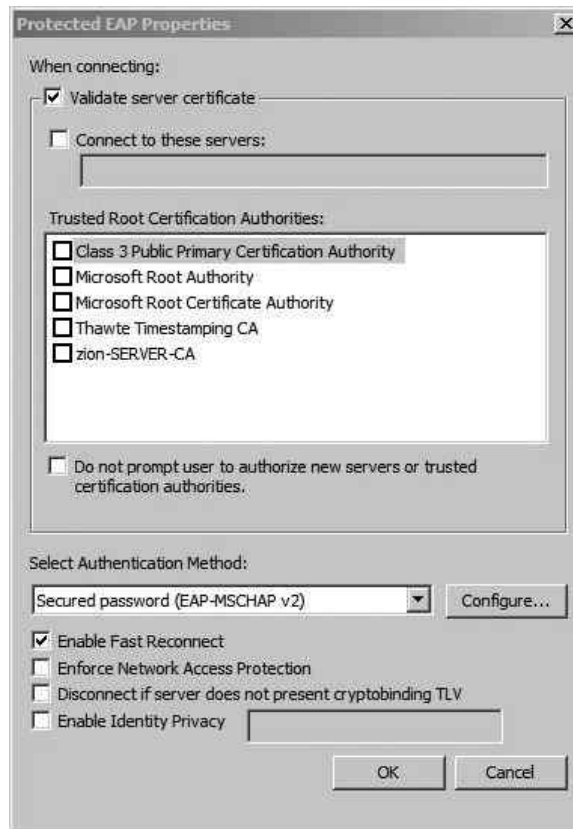 Protected EAP Properties
When connecting:
Validate server certificate
Connect to these servers:
Trusted Root Certification Authorities:
Class 3 Public Primary Certification Authority
Microsoft Root Authority
Microsoft Root Certificate Authority
Thawte Timestamping CA
zion-SERVER-CA
Do not prompt user to authorize new servers or trusted
certification authorities.
Select Authentication Method:
Secured password (EAP-MSCHAP v2) Configure...
Enable Fast Reconnect
Enforce Network Access Protection
Disconnect if server does not present cryptobinding TLV
Enable Identity Privacy
OK Cancel